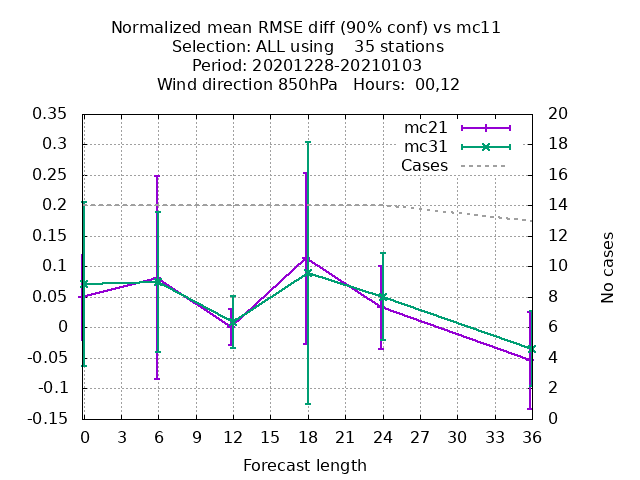 Normalized mean RMSE diff (90% conf) vs mc11
Selection: ALL using    35 stations
Period: 20201228-20210103
Wind direction 850hPa   Hours:  00,12
0.35
0.3
0.25
0.2
0.15
0.1
0.05
0
-0.05
-0.1
-0.15
20
18
16
14
12
10
8
6
4
2
0
mc21
mc31
Cases
No cases
0 3 6 9 12 15 18 21 24 27 30 33 36
Forecast length